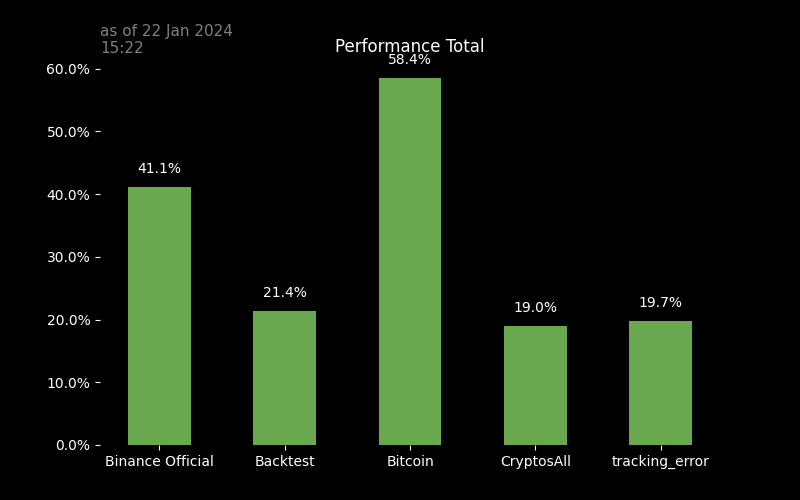 as of 22 Jan 2024
15:22
Performance Total
60.0%
50.0%
40.0%
30.0%
20.0%
10.0%
0.0%
41.1%
21.4%
58.4%
19.0%
19.7%
Binance Official
Backtest
Bitcoin
CryptosAll
tracking_error